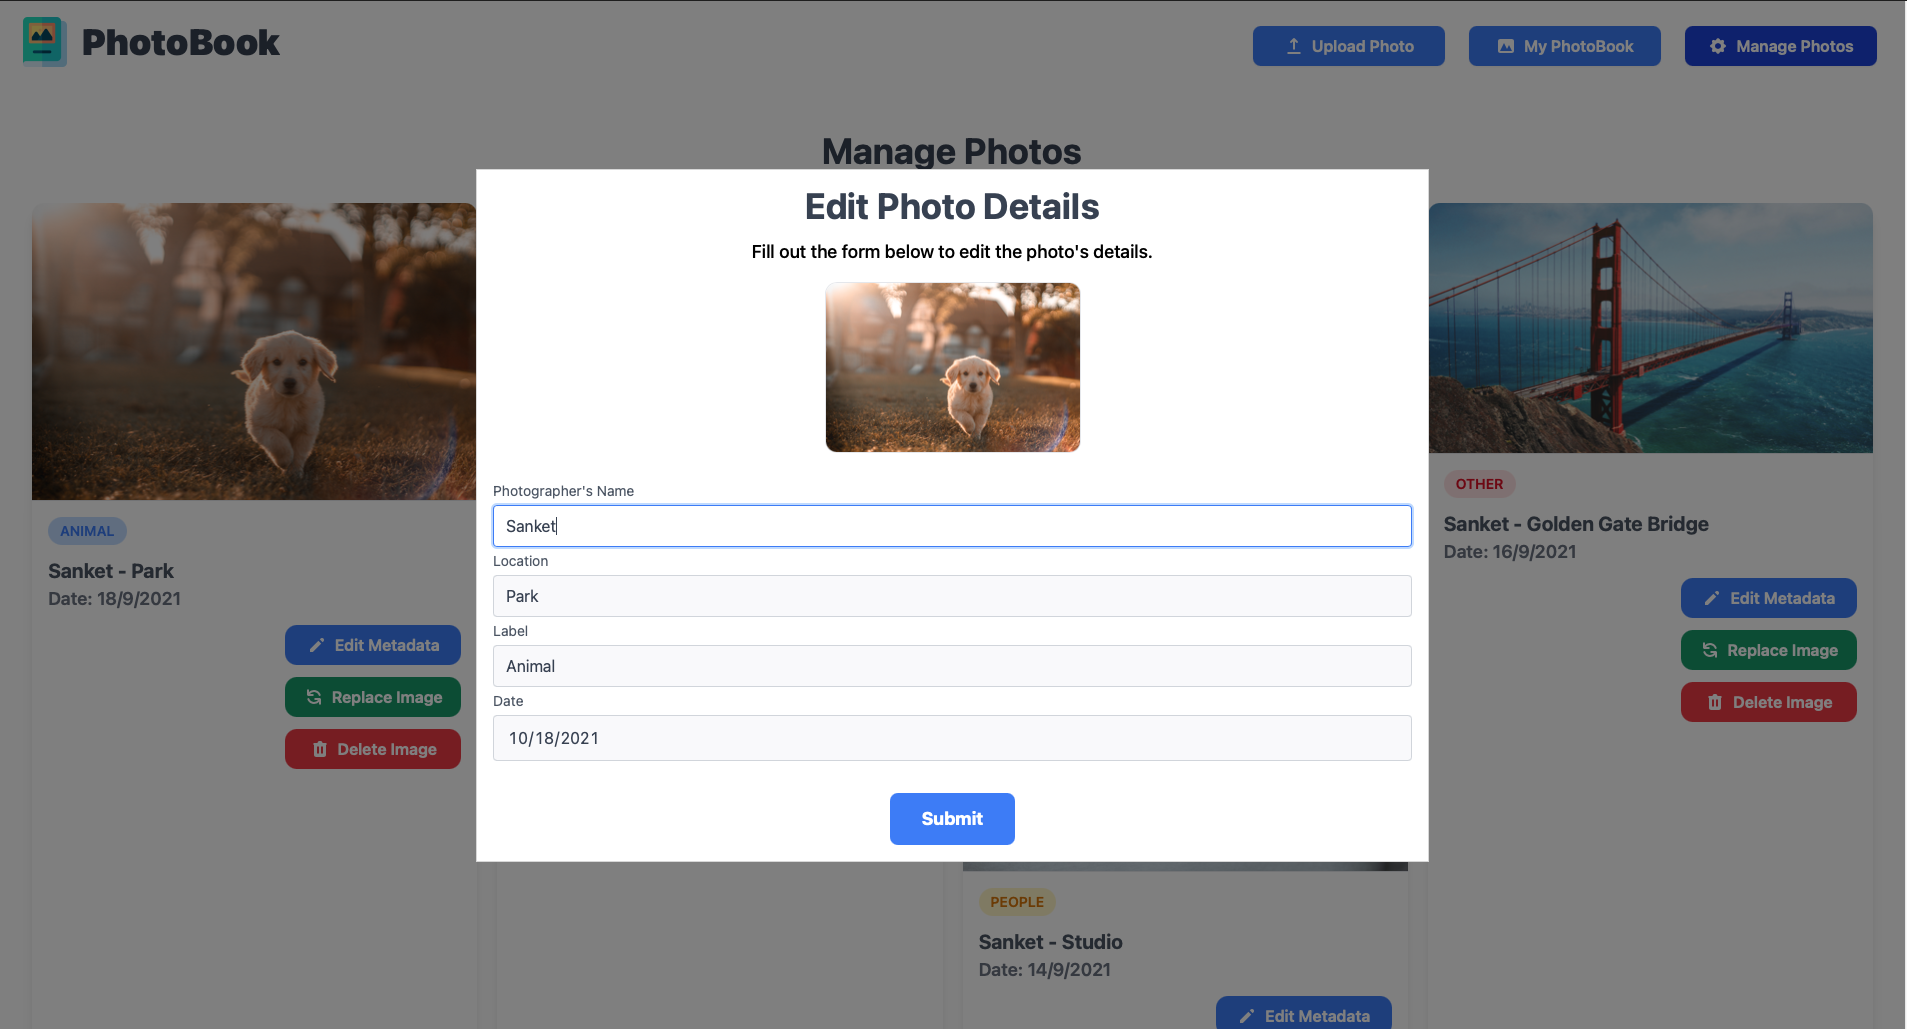 PhotoBook
Upload Photo
My PhotoBook
Manage Photos
Manage Photos
Edit Photo Details
Fill out the form below to edit the photo's details.
Photographer's Name
Sanket
Location
Park
Label
Animal
Date
10/18/2021
Submit
ANIMAL
Sanket - Park
Date: 18/9/2021
Edit Metadata
Replace Image
Delete Image
PEOPLE
Sanket - Studio
Date: 14/9/2021
Edit Metadata
OTHER
Sanket - Golden Gate Bridge
Date: 16/9/2021
Edit Metadata
Replace Image
Delete Image